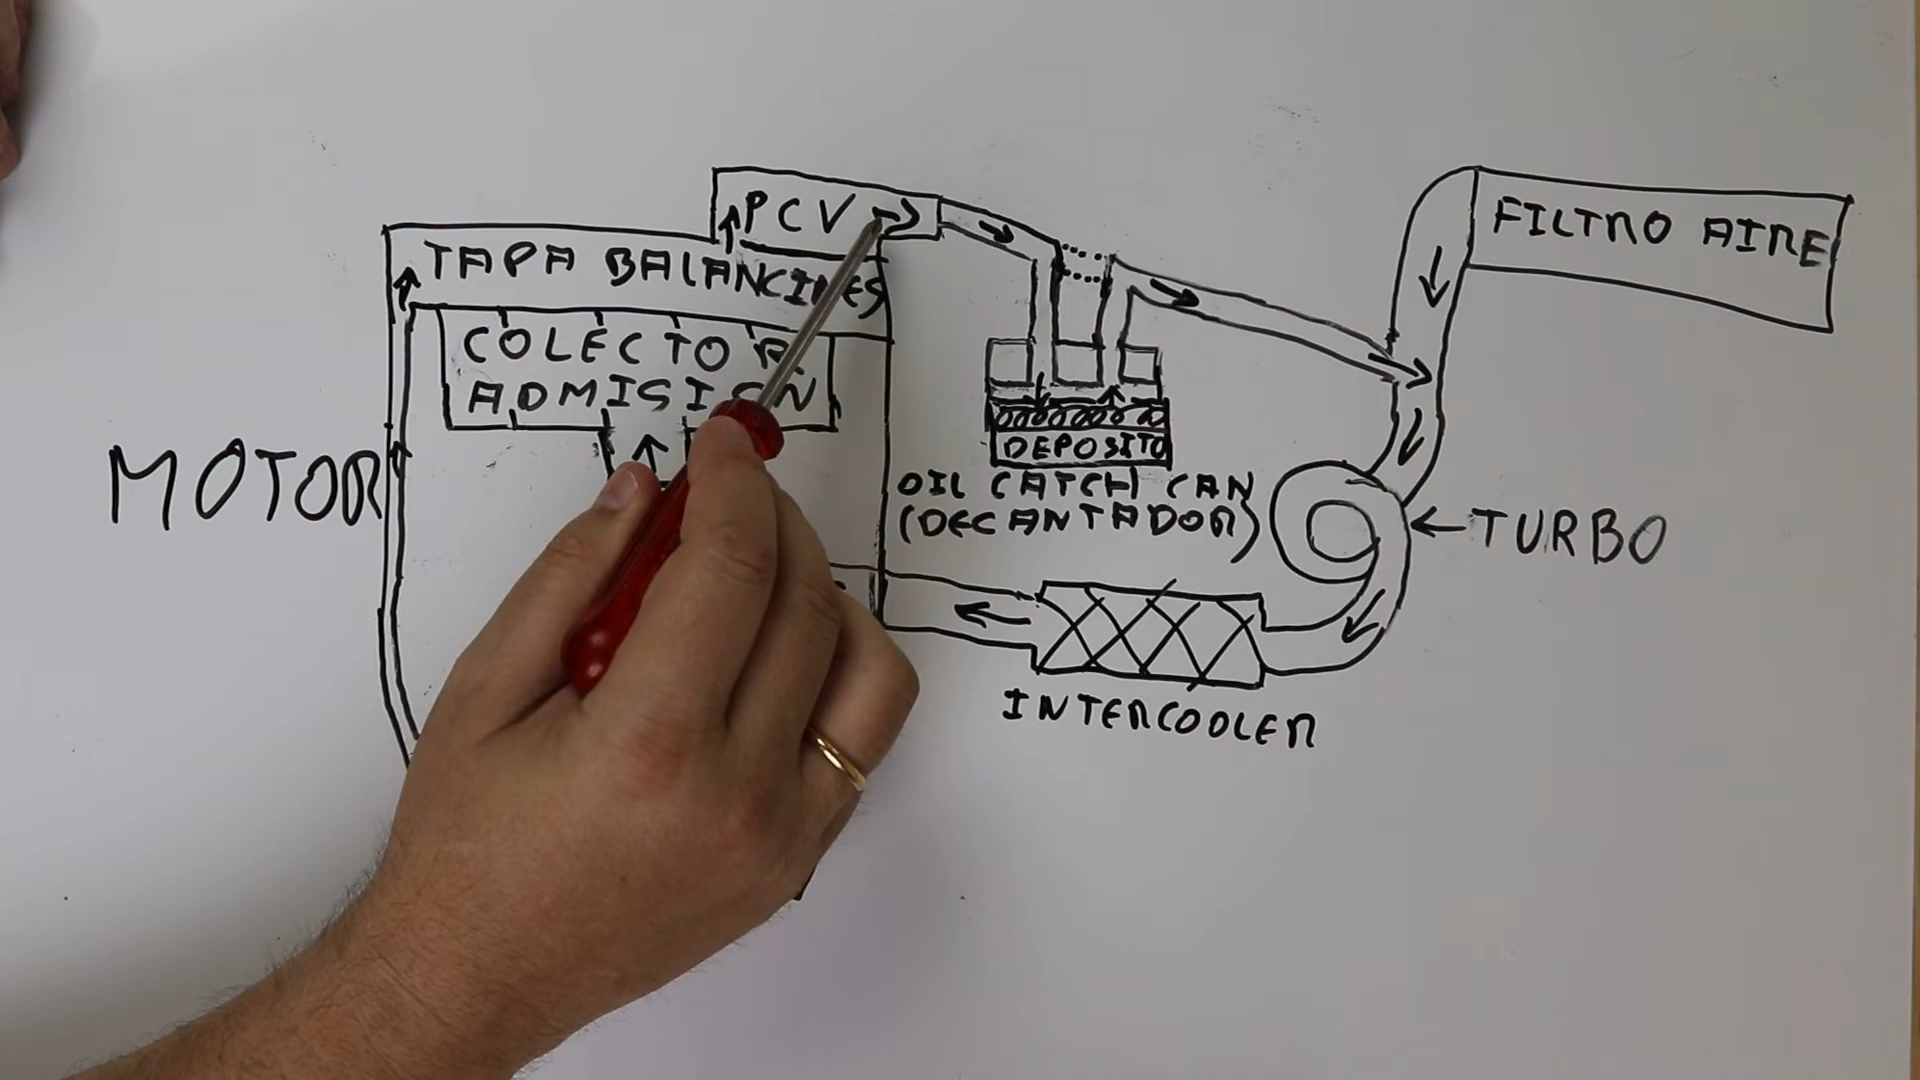 PCV
FILTRO AIRE
TAPA BALANCINES
COLECTOR
ADMISION
MOTOR
DEPOSITO
OIL CATCH CAN
(DECANTADOR)
TURBO
INTERCOOLER